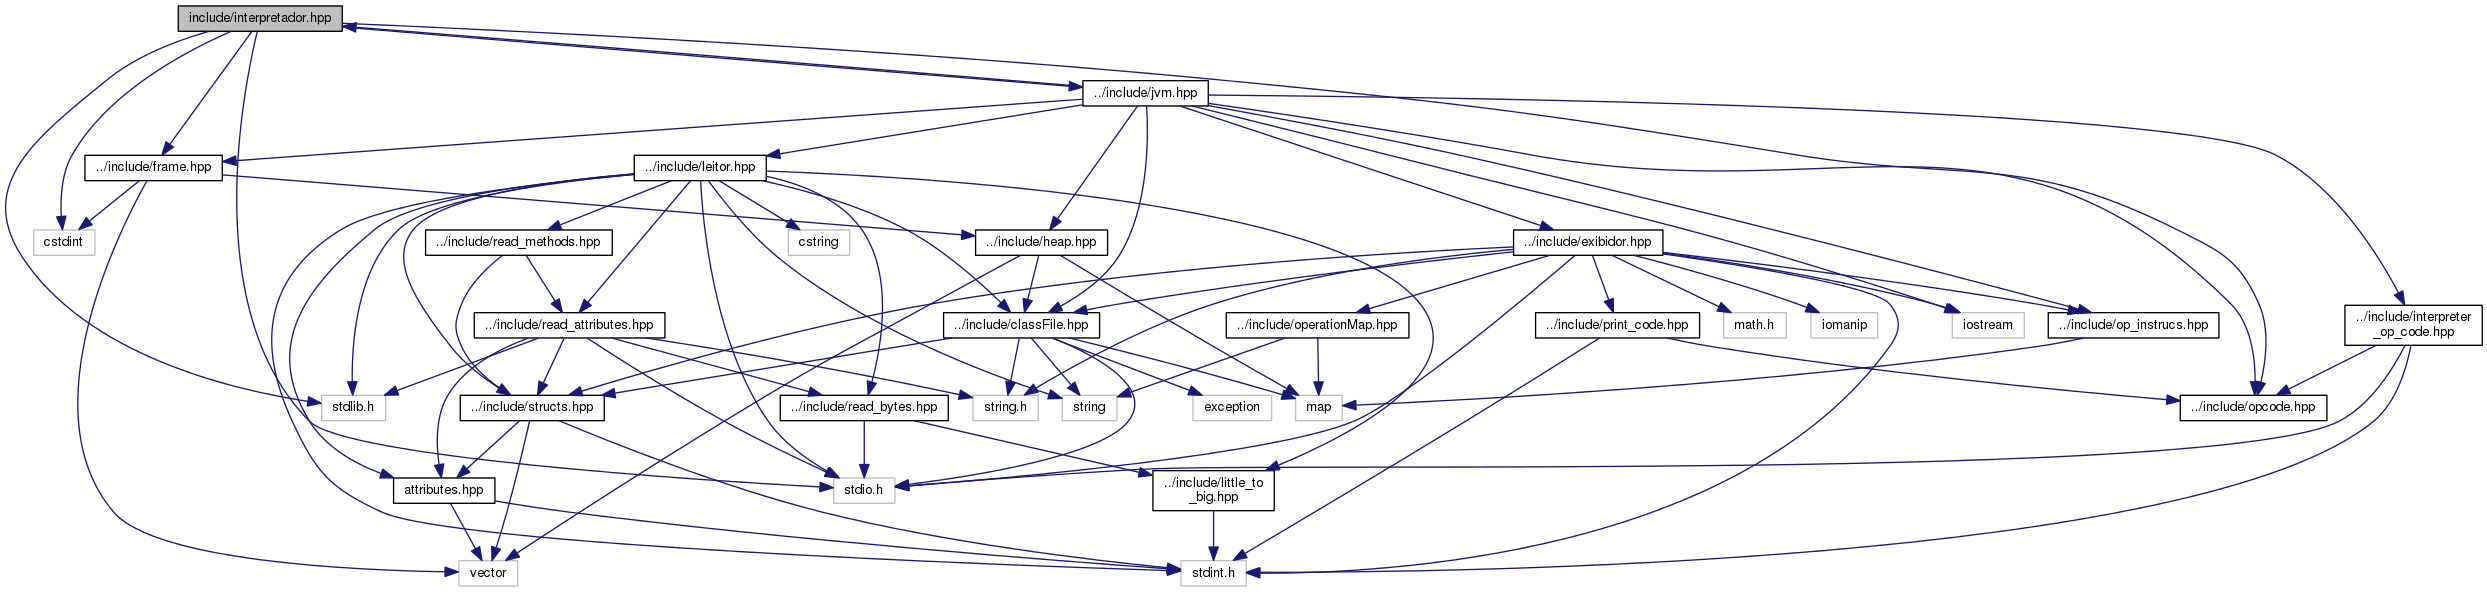 include/interpretador.hpp
../include/jvm.hpp
../include/frame.hpp
../include/leitor.hpp
cstdint
../include/read_methods.hpp
cstring
../include/heap.hpp
../include/exibidor.hpp
../include/read_attributes.hpp
../include/classFile.hpp
../include/operationMap.hpp
../include/print_code.hpp
math.h
iomanip
iostream
../include/op_instrucs.hpp
../include/interpreter
_op_code.hpp
stdlib.h
../include/structs.hpp
../include/read_bytes.hpp
string.h
string
exception
map
../include/opcode.hpp
attributes.hpp
stdio.h
../include/little_to
_big.hpp
vector
stdint.h